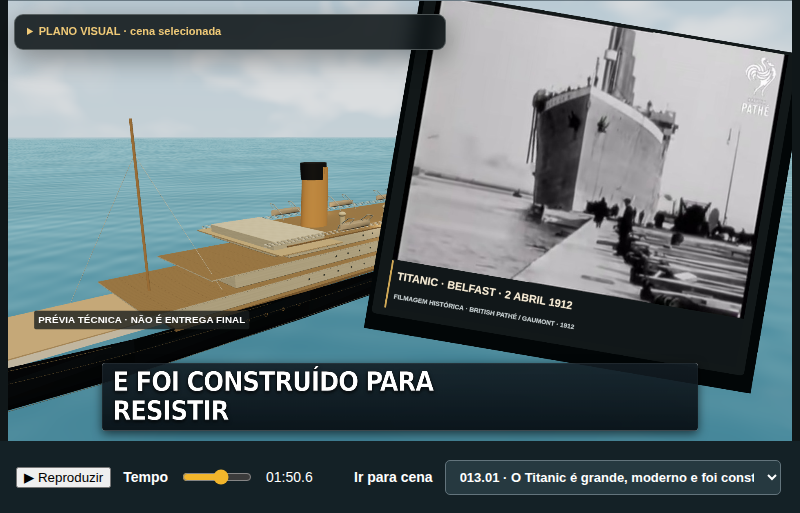 ▶ PLANO VISUAL · cena selecionada
PATHÉ
TITANIC · BELFAST · 2 ABRIL 1912
FILMAGEM HISTÓRICA · BRITISH PATHÉ / GAUMONT · 1912
PRÉVIA TÉCNICA · NÃO É ENTREGA FINAL
E FOI CONSTRUÍDO PARA
RESISTIR
▶ Reproduzir Tempo 01:50.6 Ir para cena 013.01 · O Titanic é grande, moderno e foi const